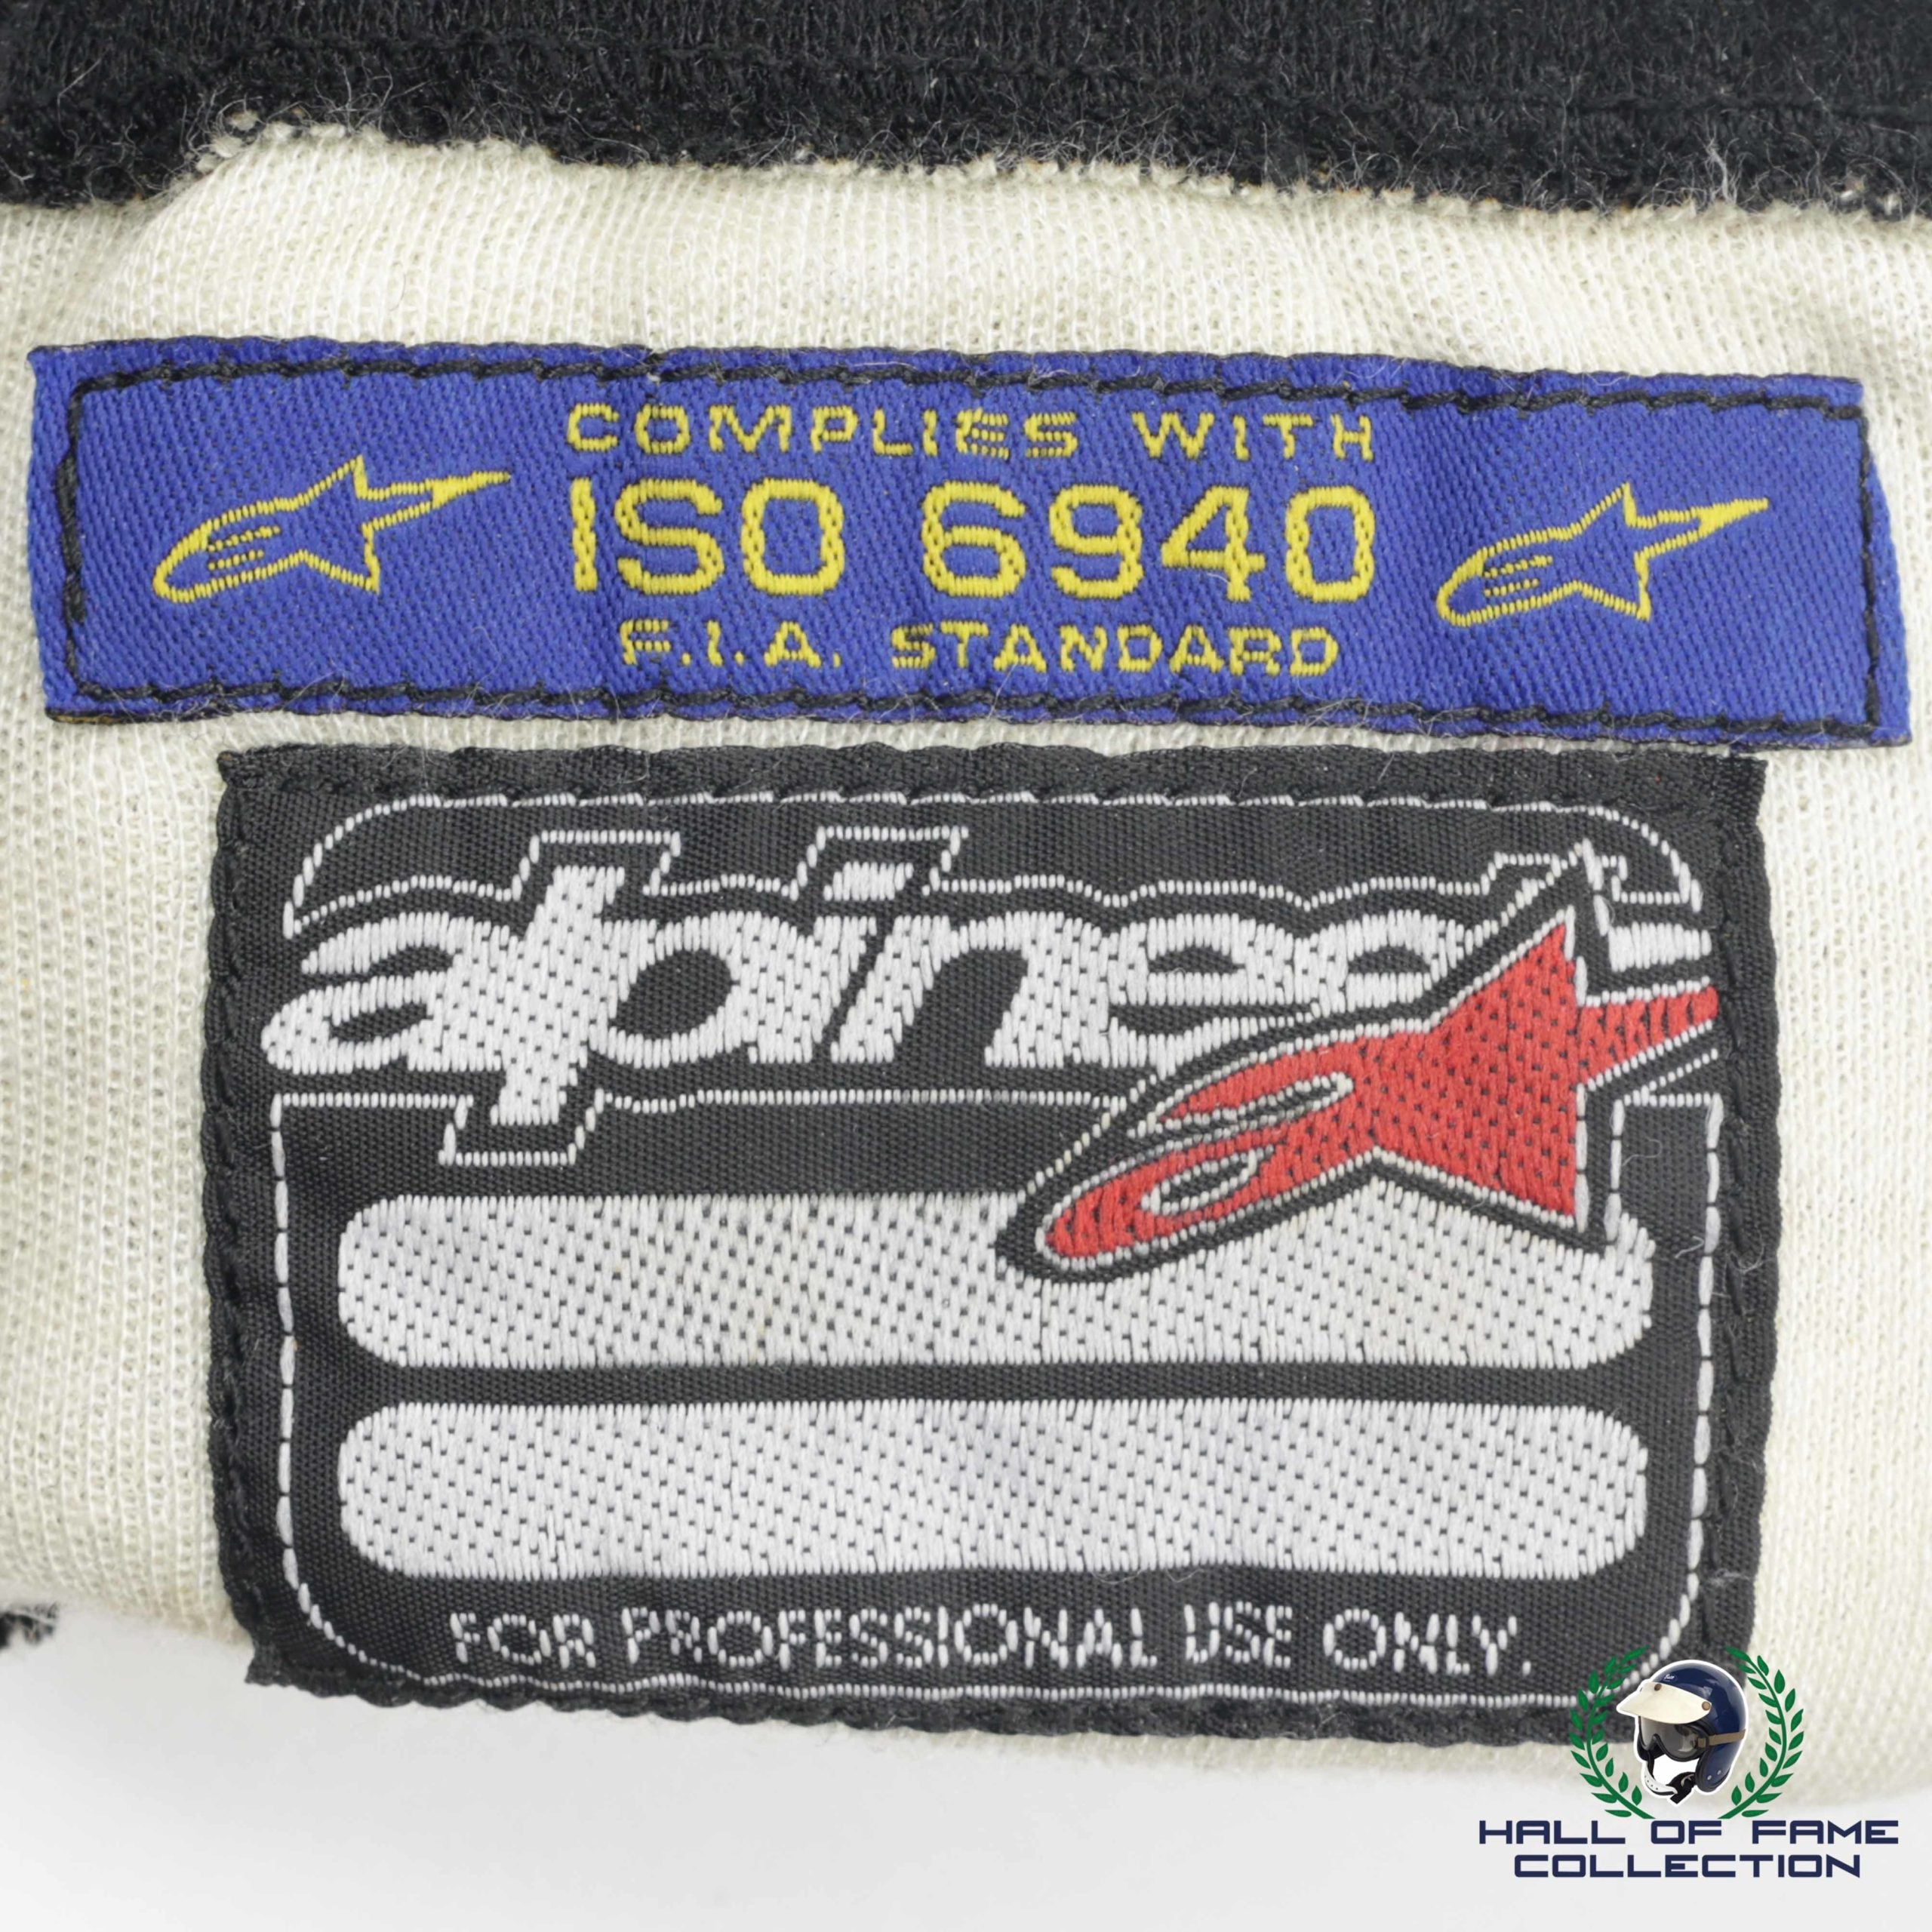 COMPLIES WITH
ISO 6940
F.I.A. STANDARD
alpinestars
FOR PROFESSIONAL USE ONLY.
HALL OF FAME
COLLECTION